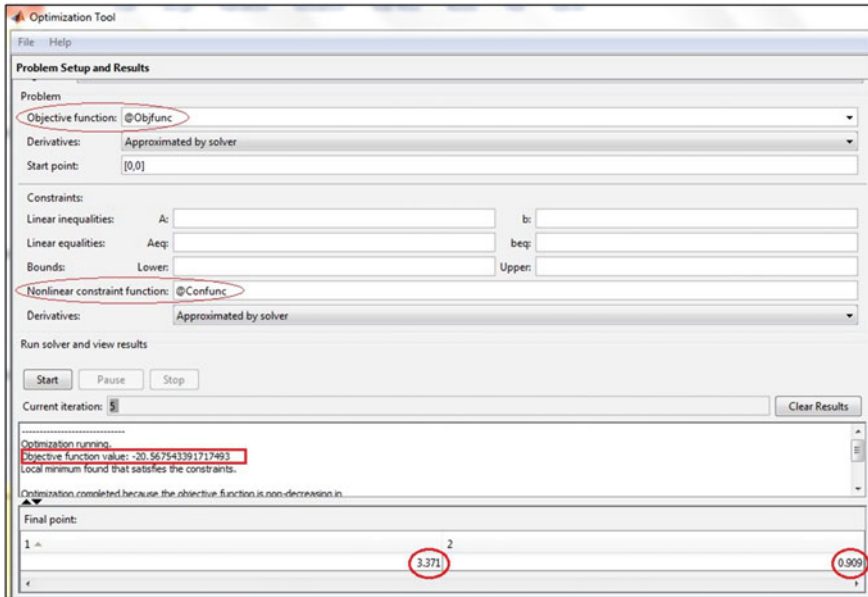 Optimization Tool
File Help
Problem Setup and Results
Problem
Objective function: @Objfunc
Derivatives: Approximated by solver
Start point: [0,0]
Constraints:
Linear inequalities: A: b:
Linear equalities: Aeq: beq:
Bounds: Lower: Upper:
Nonlinear constraint function: @Confunc
Derivatives: Approximated by solver
Run solver and view results
Start Pause Stop
Current iteration: 5 Clear Results
----------------------------
Optimization running.
Objective function value: -20.567543391717493
Local minimum found that satisfies the constraints.
Optimization completed because the objective function is non-decreasing in
Final point:
1 2
3.371 0.909